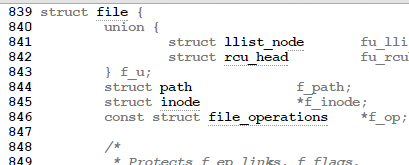 839 struct file {
840 union {
841 struct llist_node fu_lli
842 struct rcu_head fu_rcu
843 } f_u;
844 struct path f_path;
845 struct inode *f_inode;
846 const struct file_operations *f_op;
847
848 /*
849 * Protects f_ep_links, f_flags.